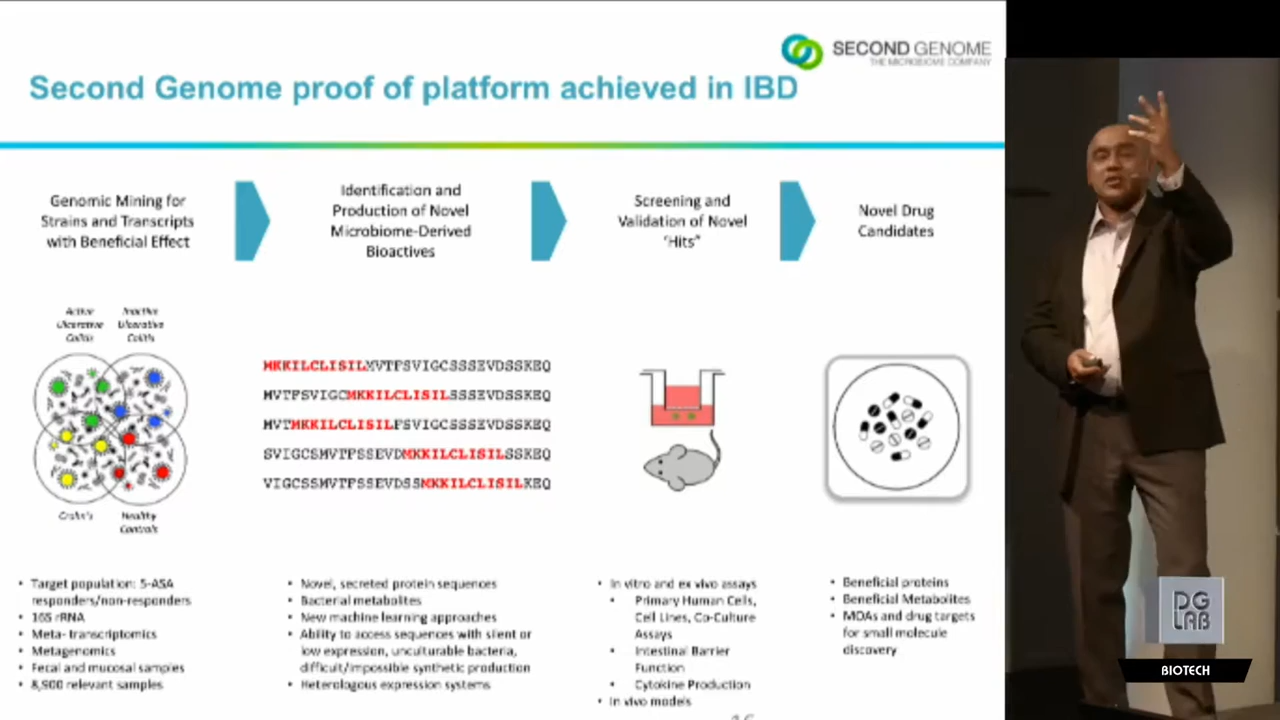 SECOND GENOME
THE MICROBIOME COMPANY
Second Genome proof of platform achieved in IBD
Genomic Mining for
Strains and Transcripts
with Beneficial Effect
Identification and
Production of Novel
Microbiome-Derived
Bioactives
Screening and
Validation of Novel
"Hits"
Novel Drug
Candidates
Active
Ulcerative
Colitis
Inactive
Ulcerative
Colitis
Crohn's
Healthy
Controls
MKKILCLISILMVTFSVIGCSSSEVDSSKEQ
MVTFSVIGCMKKILCLISILSSSEVDSSKEQ
MVTMKKILCLISILFSVIGCSSSEVDSSKEQ
SVIGCSSMVTFSSEVDMKKILCLISILSSKEQ
VIGCSSMVTFSSEVDSSMKKILCLISILKEQ
• Target population: 5-ASA
responders/non-responders
• 16S rRNA
• Meta-transcriptomics
• Metagenomics
• Fecal and mucosal samples
• 8,500 relevant samples
• Novel, secreted protein sequences
• Bacterial metabolites
• New machine learning approaches
• Ability to access sequences with silent or
low expression, unculturable bacteria,
difficult/impossible synthetic production
• Heterologous expression systems
• In vitro and ex vivo assays
• Primary Human Cells,
Cell Lines, Co-Culture
Assays
• Intestinal Barrier
Function
• Cytokine Production
• In vivo models
• Beneficial proteins
• Beneficial Metabolites
• MOAs and drug targets
for small molecule
discovery
DG
LAB
BIOTECH